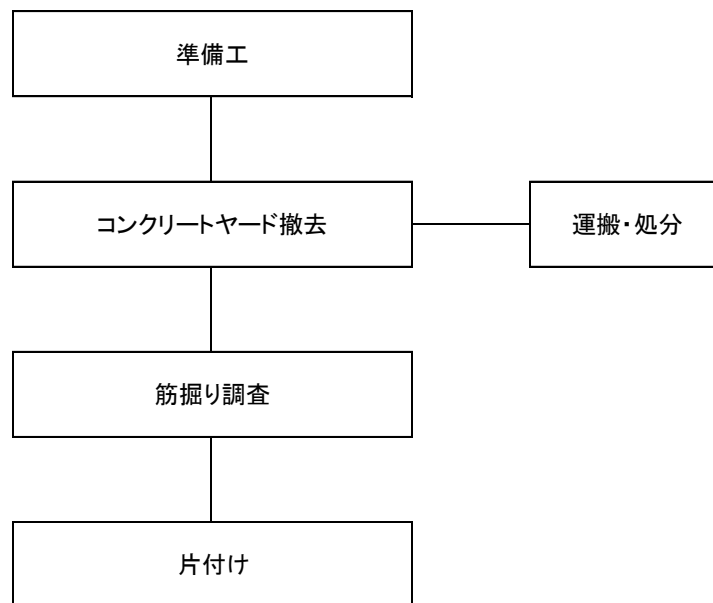 準備工
コンクリートヤード撤去
運搬・処分
筋掘り調査
片付け